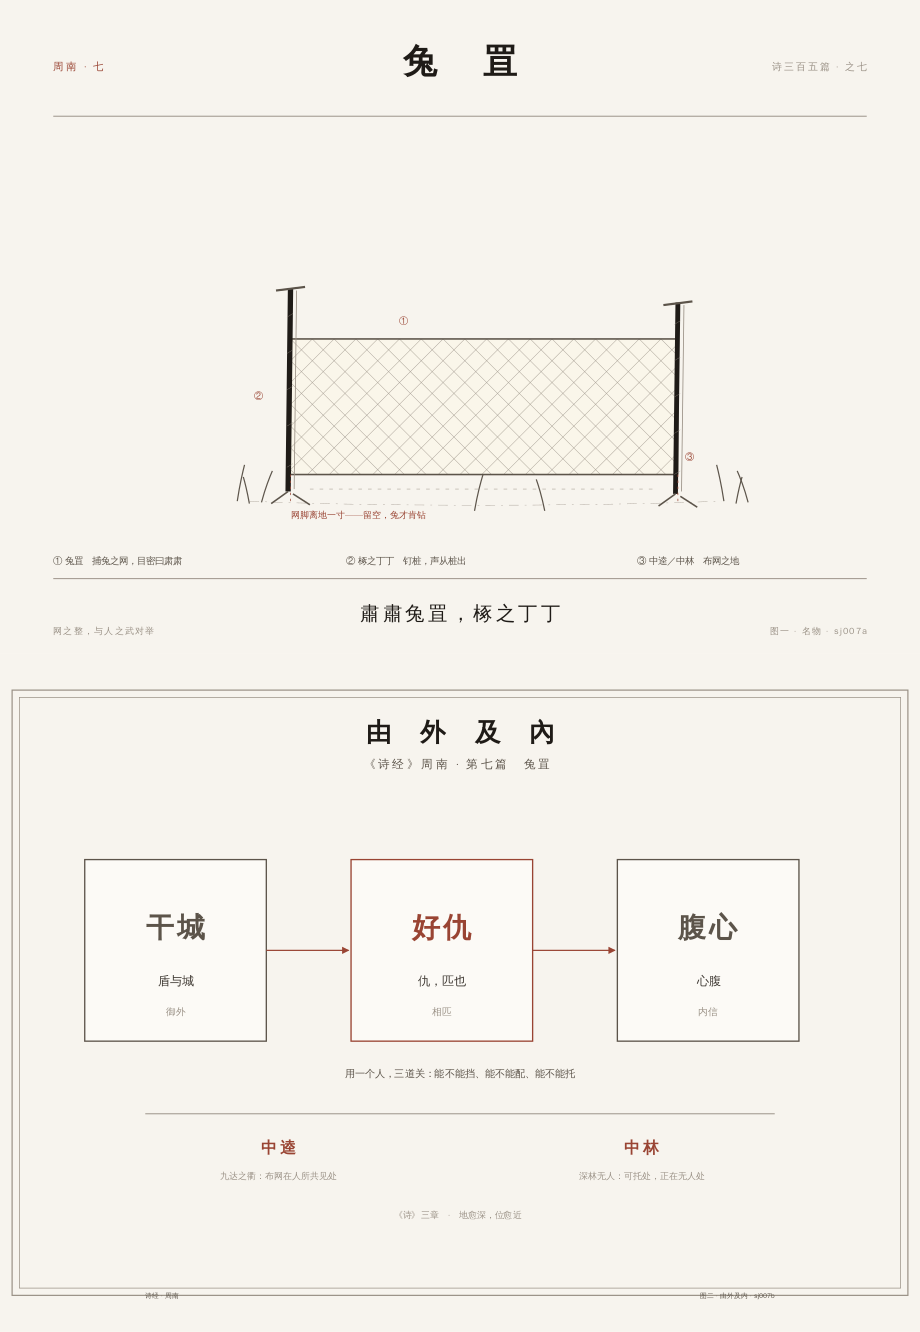 周南 · 七
兔 罝
诗三百五篇 · 之七
①
②
③
网脚离地一寸——留空，兔才肯钻
① 兔罝　捕兔之网，目密曰肃肃
② 椓之丁丁　钉桩，声从桩出
③ 中逵／中林　布网之地
肅肅兔罝，椓之丁丁
网之整，与人之武对举
图一 · 名物 · sj007a
由外及內
《诗经》周南 · 第七篇　兔罝
干城
盾与城
御外
好仇
仇，匹也
相匹
腹心
心腹
内信
用一个人，三道关：能不能挡、能不能配、能不能托
中逵
九达之衢：布网在人所共见处
中林
深林无人：可托处，正在无人处
《诗》三章　·　地愈深，位愈近
诗经 · 周南
图二 · 由外及内 · sj007b